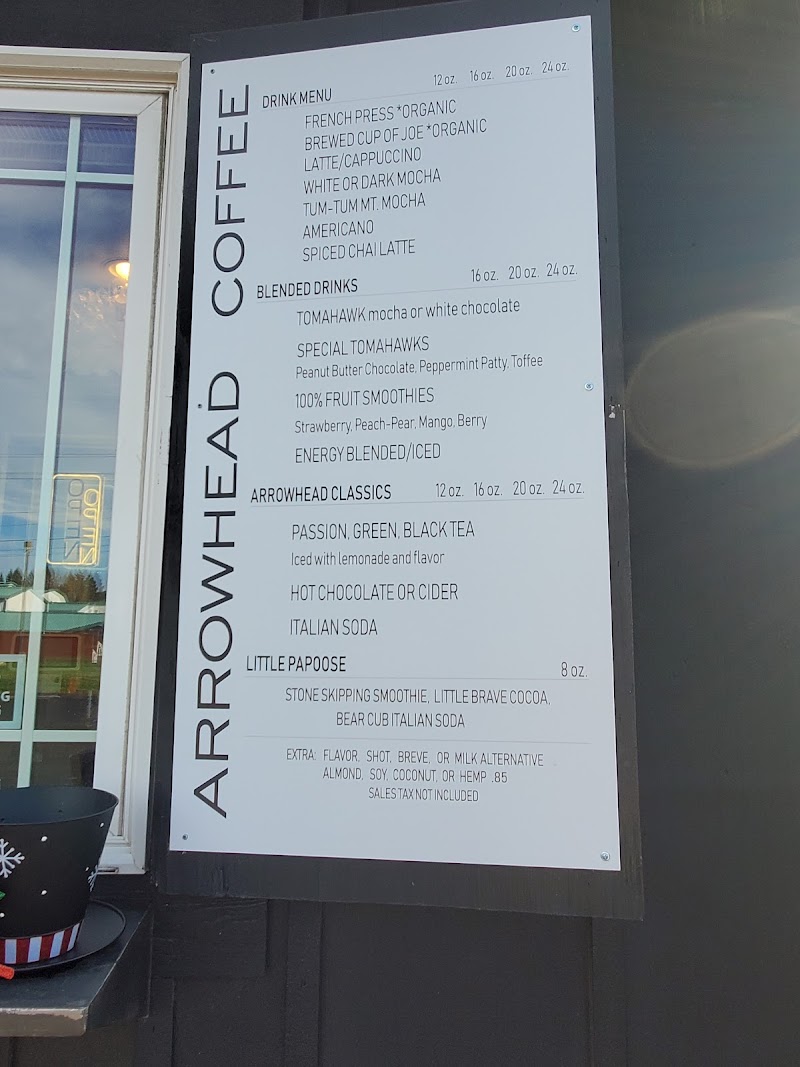 ARROWHEAD COFFEE
DRINK MENU 12 oz. 16 oz. 20 oz. 24 oz.
FRENCH PRESS *ORGANIC
BREWED CUP OF JOE *ORGANIC
LATTE/CAPPUCCINO
WHITE OR DARK MOCHA
TUM-TUM MT. MOCHA
AMERICANO
SPICED CHAI LATTE
BLENDED DRINKS 16 oz. 20 oz. 24 oz.
TOMAHAWK mocha or white chocolate
SPECIAL TOMAHAWKS
Peanut Butter Chocolate, Peppermint Patty, Toffee
100% FRUIT SMOOTHIES
Strawberry, Peach-Pear, Mango, Berry
ENERGY BLENDED/ICED
ARROWHEAD CLASSICS 12 oz. 16 oz. 20 oz. 24 oz.
PASSION, GREEN, BLACK TEA
Iced with lemonade and flavor
HOT CHOCOLATE OR CIDER
ITALIAN SODA
LITTLE PAPOOSE 8 oz.
STONE SKIPPING SMOOTHIE, LITTLE BRAVE COCOA,
BEAR CUB ITALIAN SODA
EXTRA: FLAVOR, SHOT, BREVE, OR MILK ALTERNATIVE
ALMOND, SOY, COCONUT, OR HEMP .85
SALES TAX NOT INCLUDED